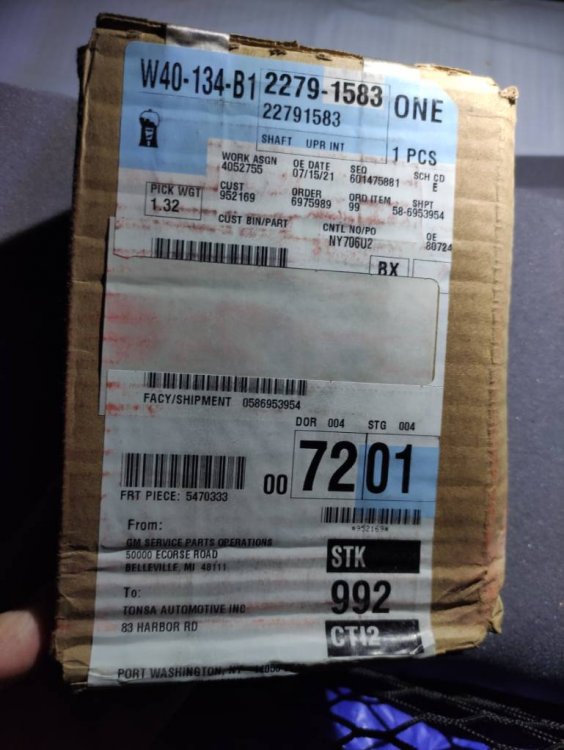 W40-134-B1 2279-1583 ONE
22791583
SHAFT UPR INT
1 PCS
WORK ASGN OE DATE SEQ SCH CD
4052755 07/15/21 601475881 E
PICK WGT CUST ORDER ORD ITEM SHPT
1.32 952169 6975989 99 58-6953954
CUST BIN/PART CNTL NO/PO OE
NY706U2 80724
BX
FACY/SHIPMENT 0586953954
DOR 004 STG 004
00 72 01
FRT PIECE: 5470333
*952169*
From:
GM SERVICE PARTS OPERATIONS
50000 ECORSE ROAD
BELLEVILLE, MI 48111
STK
To:
992
TONSA AUTOMOTIVE INC
83 HARBOR RD
CTI2
PORT WASHINGTON, NY